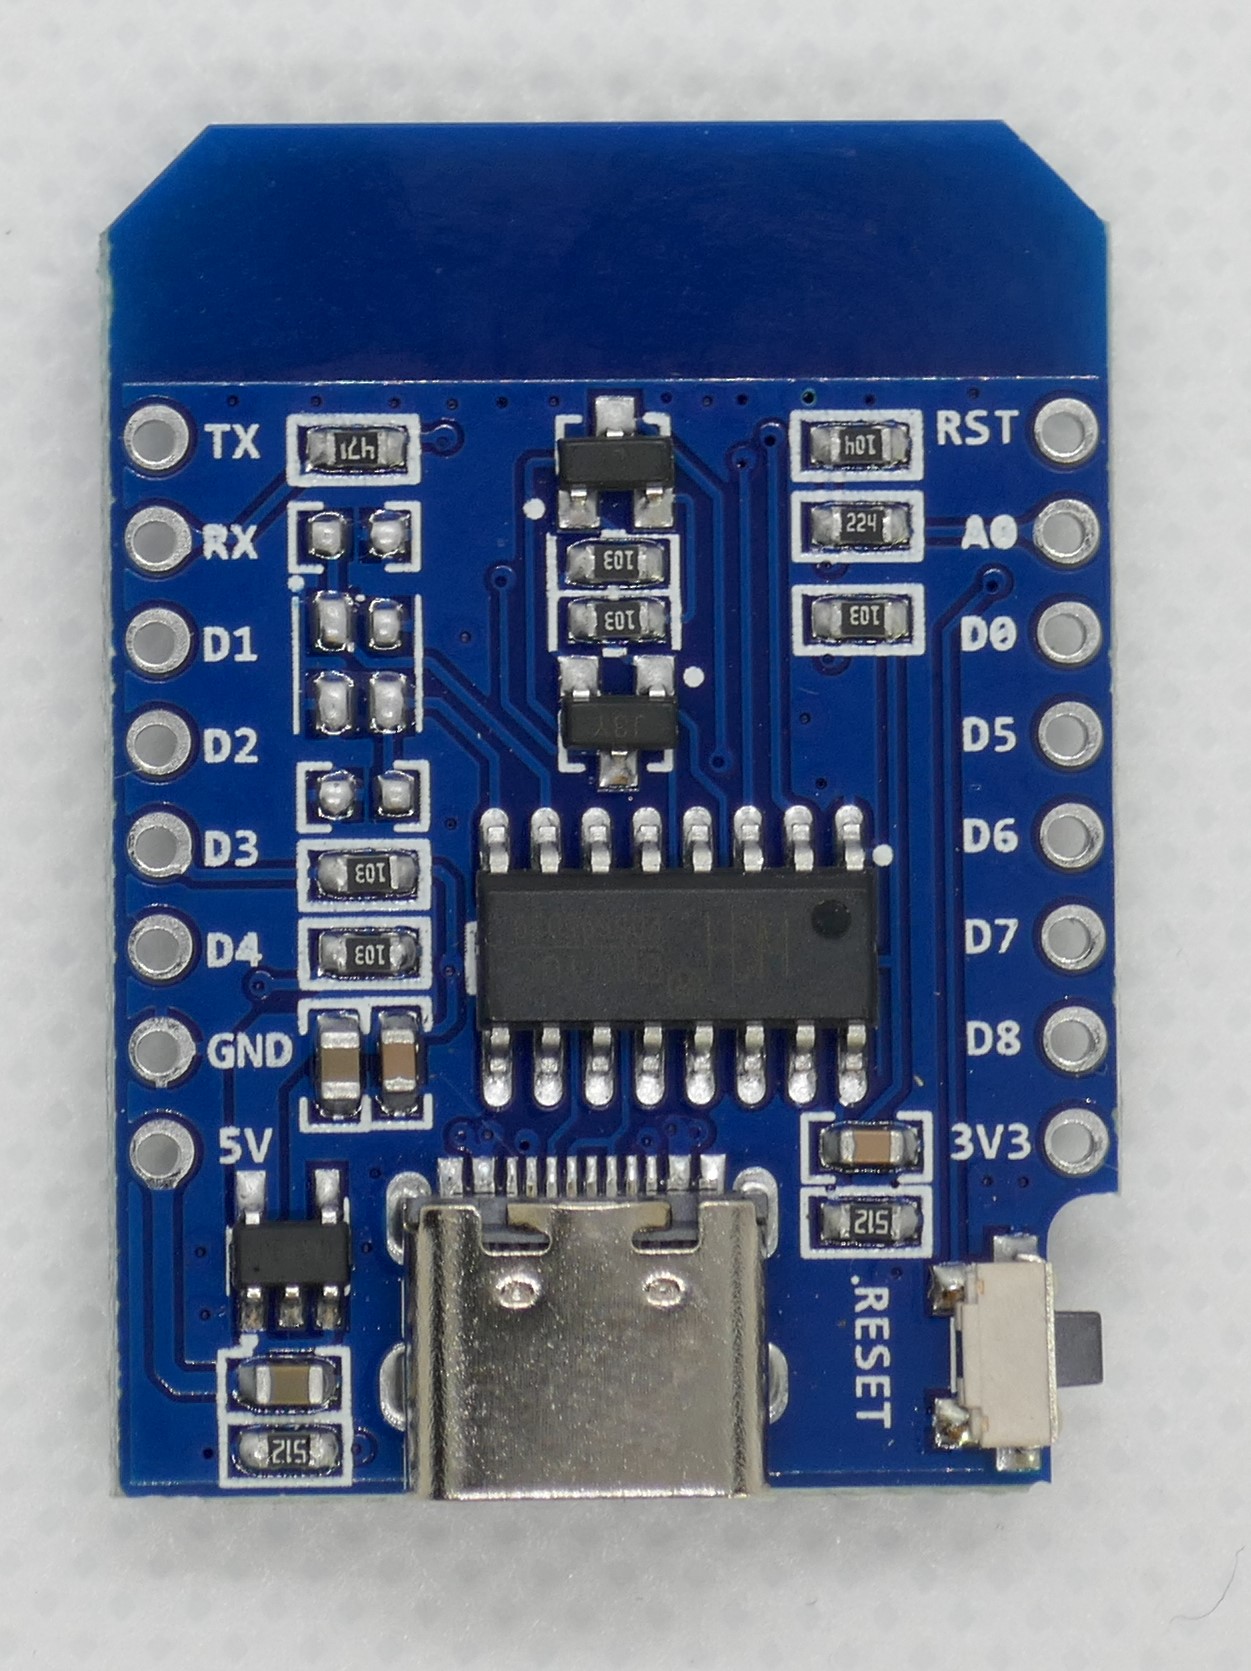 TX
471
104
RST
RX
224
A0
103
D1
103
103
D0
D2
J3Y
D5
D3
103
D6
D4
103
D7
GND
D8
5V
3V3
512
.RESET
512